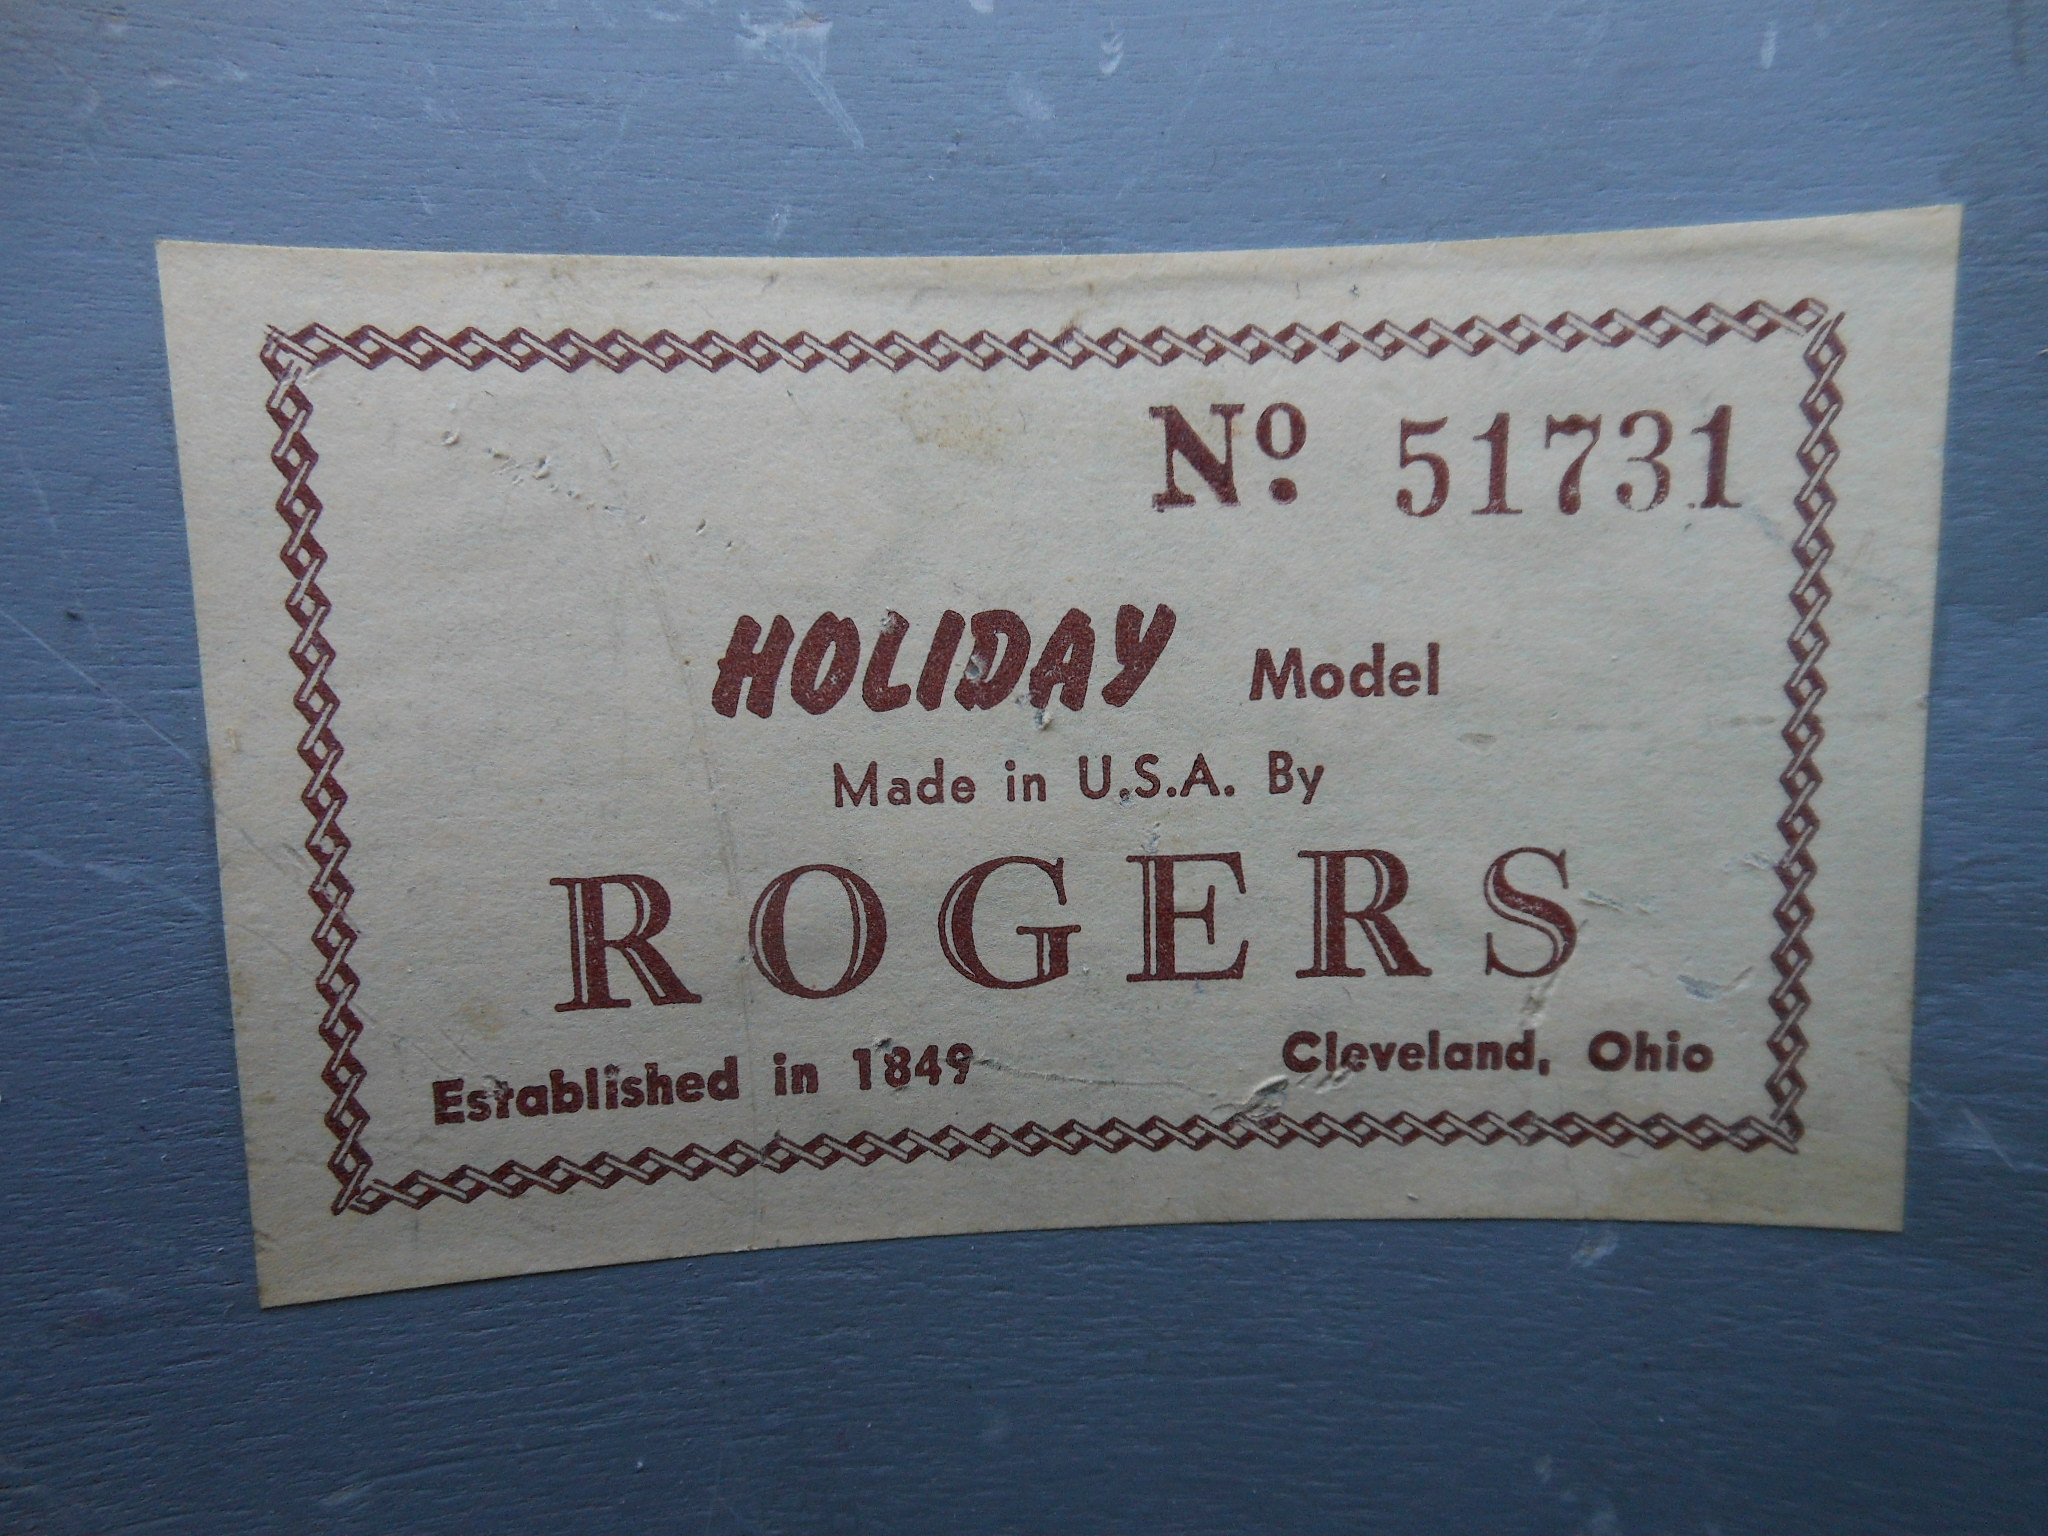 Nº 51731
HOLIDAY Model
Made in U.S.A. By
ROGERS
Established in 1849 Cleveland, Ohio